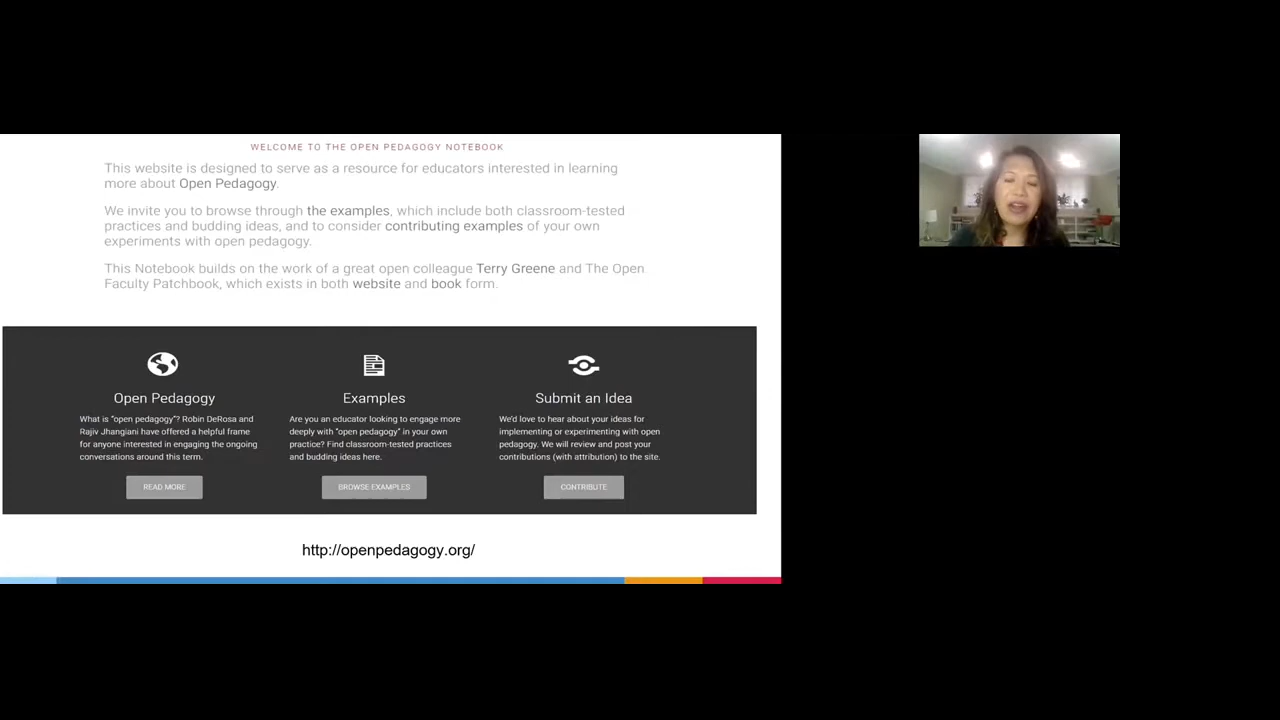 WELCOME TO THE OPEN PEDAGOGY NOTEBOOK
This website is designed to serve as a resource for educators interested in learning
more about Open Pedagogy.
We invite you to browse through the examples, which include both classroom-tested
practices and budding ideas, and to consider contributing examples of your own
experiments with open pedagogy.
This Notebook builds on the work of a great open colleague Terry Greene and The Open
Faculty Patchbook, which exists in both website and book form.
Open Pedagogy
What is "open pedagogy"? Robin DeRosa and
Rajiv Jhangiani have offered a helpful frame
for anyone interested in engaging the ongoing
conversations around this term.
READ MORE
Examples
Are you an educator looking to engage more
deeply with "open pedagogy" in your own
practice? Find classroom-tested practices
and budding ideas here.
BROWSE EXAMPLES
Submit an Idea
We'd love to hear about your ideas for
implementing or experimenting with open
pedagogy. We will review and post your
contributions (with attribution) to the site.
CONTRIBUTE
http://openpedagogy.org/